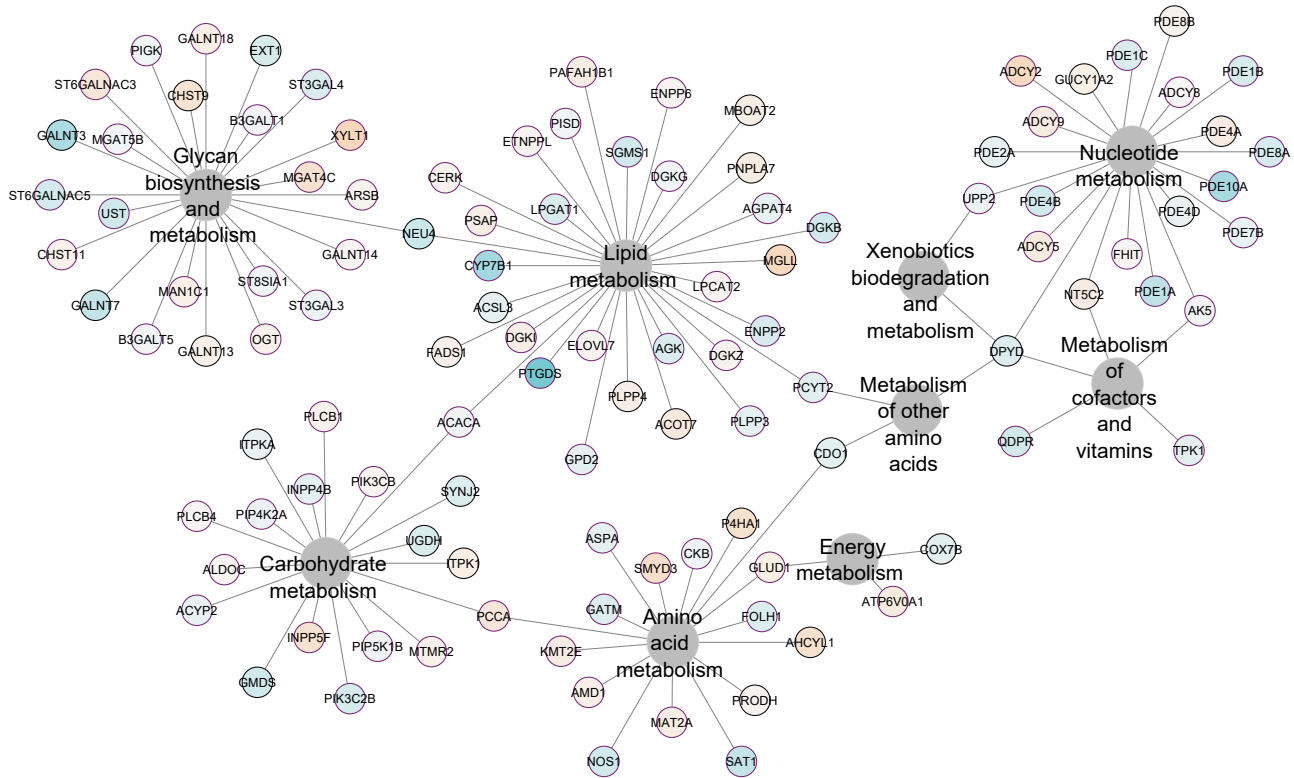 PIGK
GALNT18
EXT1
ST6GALNAC3
CHST9
ST3GAL4
GALNT3
MGAT5B
B3GALT1
XYLT1
Glycan
biosynthesis
and
metabolism
MGAT4C
ST6GALNAC5
UST
ARSB
CHST11
GALNT14
MAN1C1
ST8SIA1
GALNT7
ST3GAL3
B3GALT5
GALNT13
OGT
NEU4
PAFAH1B1
ENPP6
MBOAT2
PISD
ETNPPL
SGMS1
DGKG
PNPLA7
CERK
LPGAT1
AGPAT4
PSAP
DGKB
Lipid
metabolism
CYP7B1
MGLL
LPCAT2
ACSL3
ENPP2
DGKI
FADS1
ELOVL7
AGK
DGKZ
PTGDS
PLPP4
PCYT2
ACOT7
PLPP3
ACACA
GPD2
PDE8B
PDE1C
ADCY2
GUCY1A2
PDE1B
ADCY8
ADCY9
PDE4A
PDE2A
Nucleotide
metabolism
PDE8A
UPP2
PDE4B
PDE10A
PDE4D
ADCY5
FHIT
PDE7B
Xenobiotics
biodegradation
and
metabolism
NT5C2
PDE1A
AK5
DPYD
Metabolism
of
cofactors
and
vitamins
Metabolism
of other
amino
acids
QDPR
TPK1
CDO1
PLCB1
ITPKA
INPP4B
PIK3CB
SYNJ2
PLCB4
PIP4K2A
UGDH
Carbohydrate
metabolism
ALDOC
ITPK1
ACYP2
PCCA
INPP5F
PIP5K1B
MTMR2
GMDS
PIK3C2B
ASPA
P4HA1
SMYD3
CKB
GLUD1
Energy
metabolism
COX7B
ATP6V0A1
GATM
Amino
acid
metabolism
FOLH1
KMT2E
AHCYL1
AMD1
PRODH
MAT2A
NOS1
SAT1